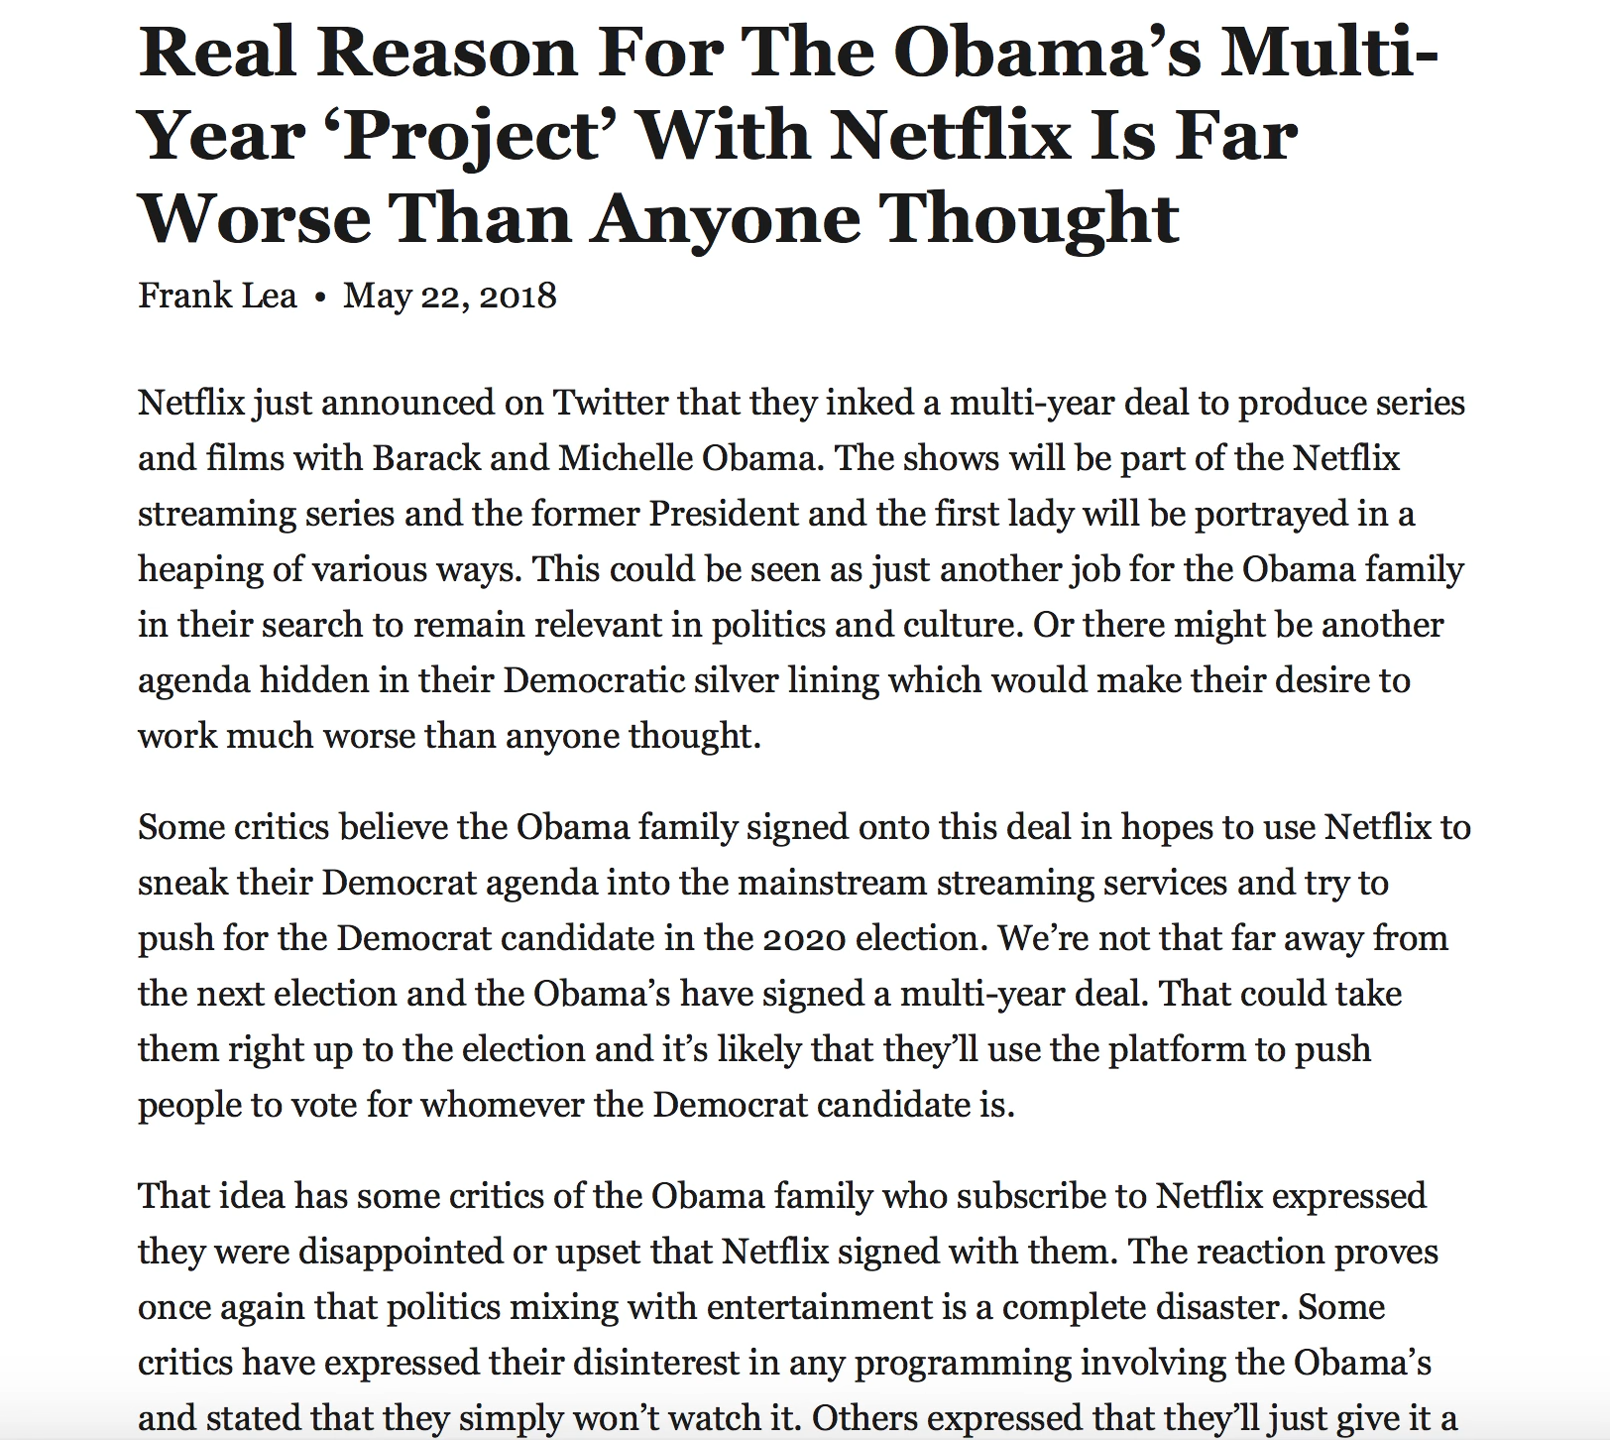 Real Reason For The Obama’s Multi-
Year ‘Project’ With Netflix Is Far
Worse Than Anyone Thought
Frank Lea • May 22, 2018
Netflix just announced on Twitter that they inked a multi-year deal to produce series
and films with Barack and Michelle Obama. The shows will be part of the Netflix
streaming series and the former President and the first lady will be portrayed in a
heaping of various ways. This could be seen as just another job for the Obama family
in their search to remain relevant in politics and culture. Or there might be another
agenda hidden in their Democratic silver lining which would make their desire to
work much worse than anyone thought.
Some critics believe the Obama family signed onto this deal in hopes to use Netflix to
sneak their Democrat agenda into the mainstream streaming services and try to
push for the Democrat candidate in the 2020 election. We’re not that far away from
the next election and the Obama’s have signed a multi-year deal. That could take
them right up to the election and it’s likely that they’ll use the platform to push
people to vote for whomever the Democrat candidate is.
That idea has some critics of the Obama family who subscribe to Netflix expressed
they were disappointed or upset that Netflix signed with them. The reaction proves
once again that politics mixing with entertainment is a complete disaster. Some
critics have expressed their disinterest in any programming involving the Obama’s
and stated that they simply won’t watch it. Others expressed that they’ll just give it a